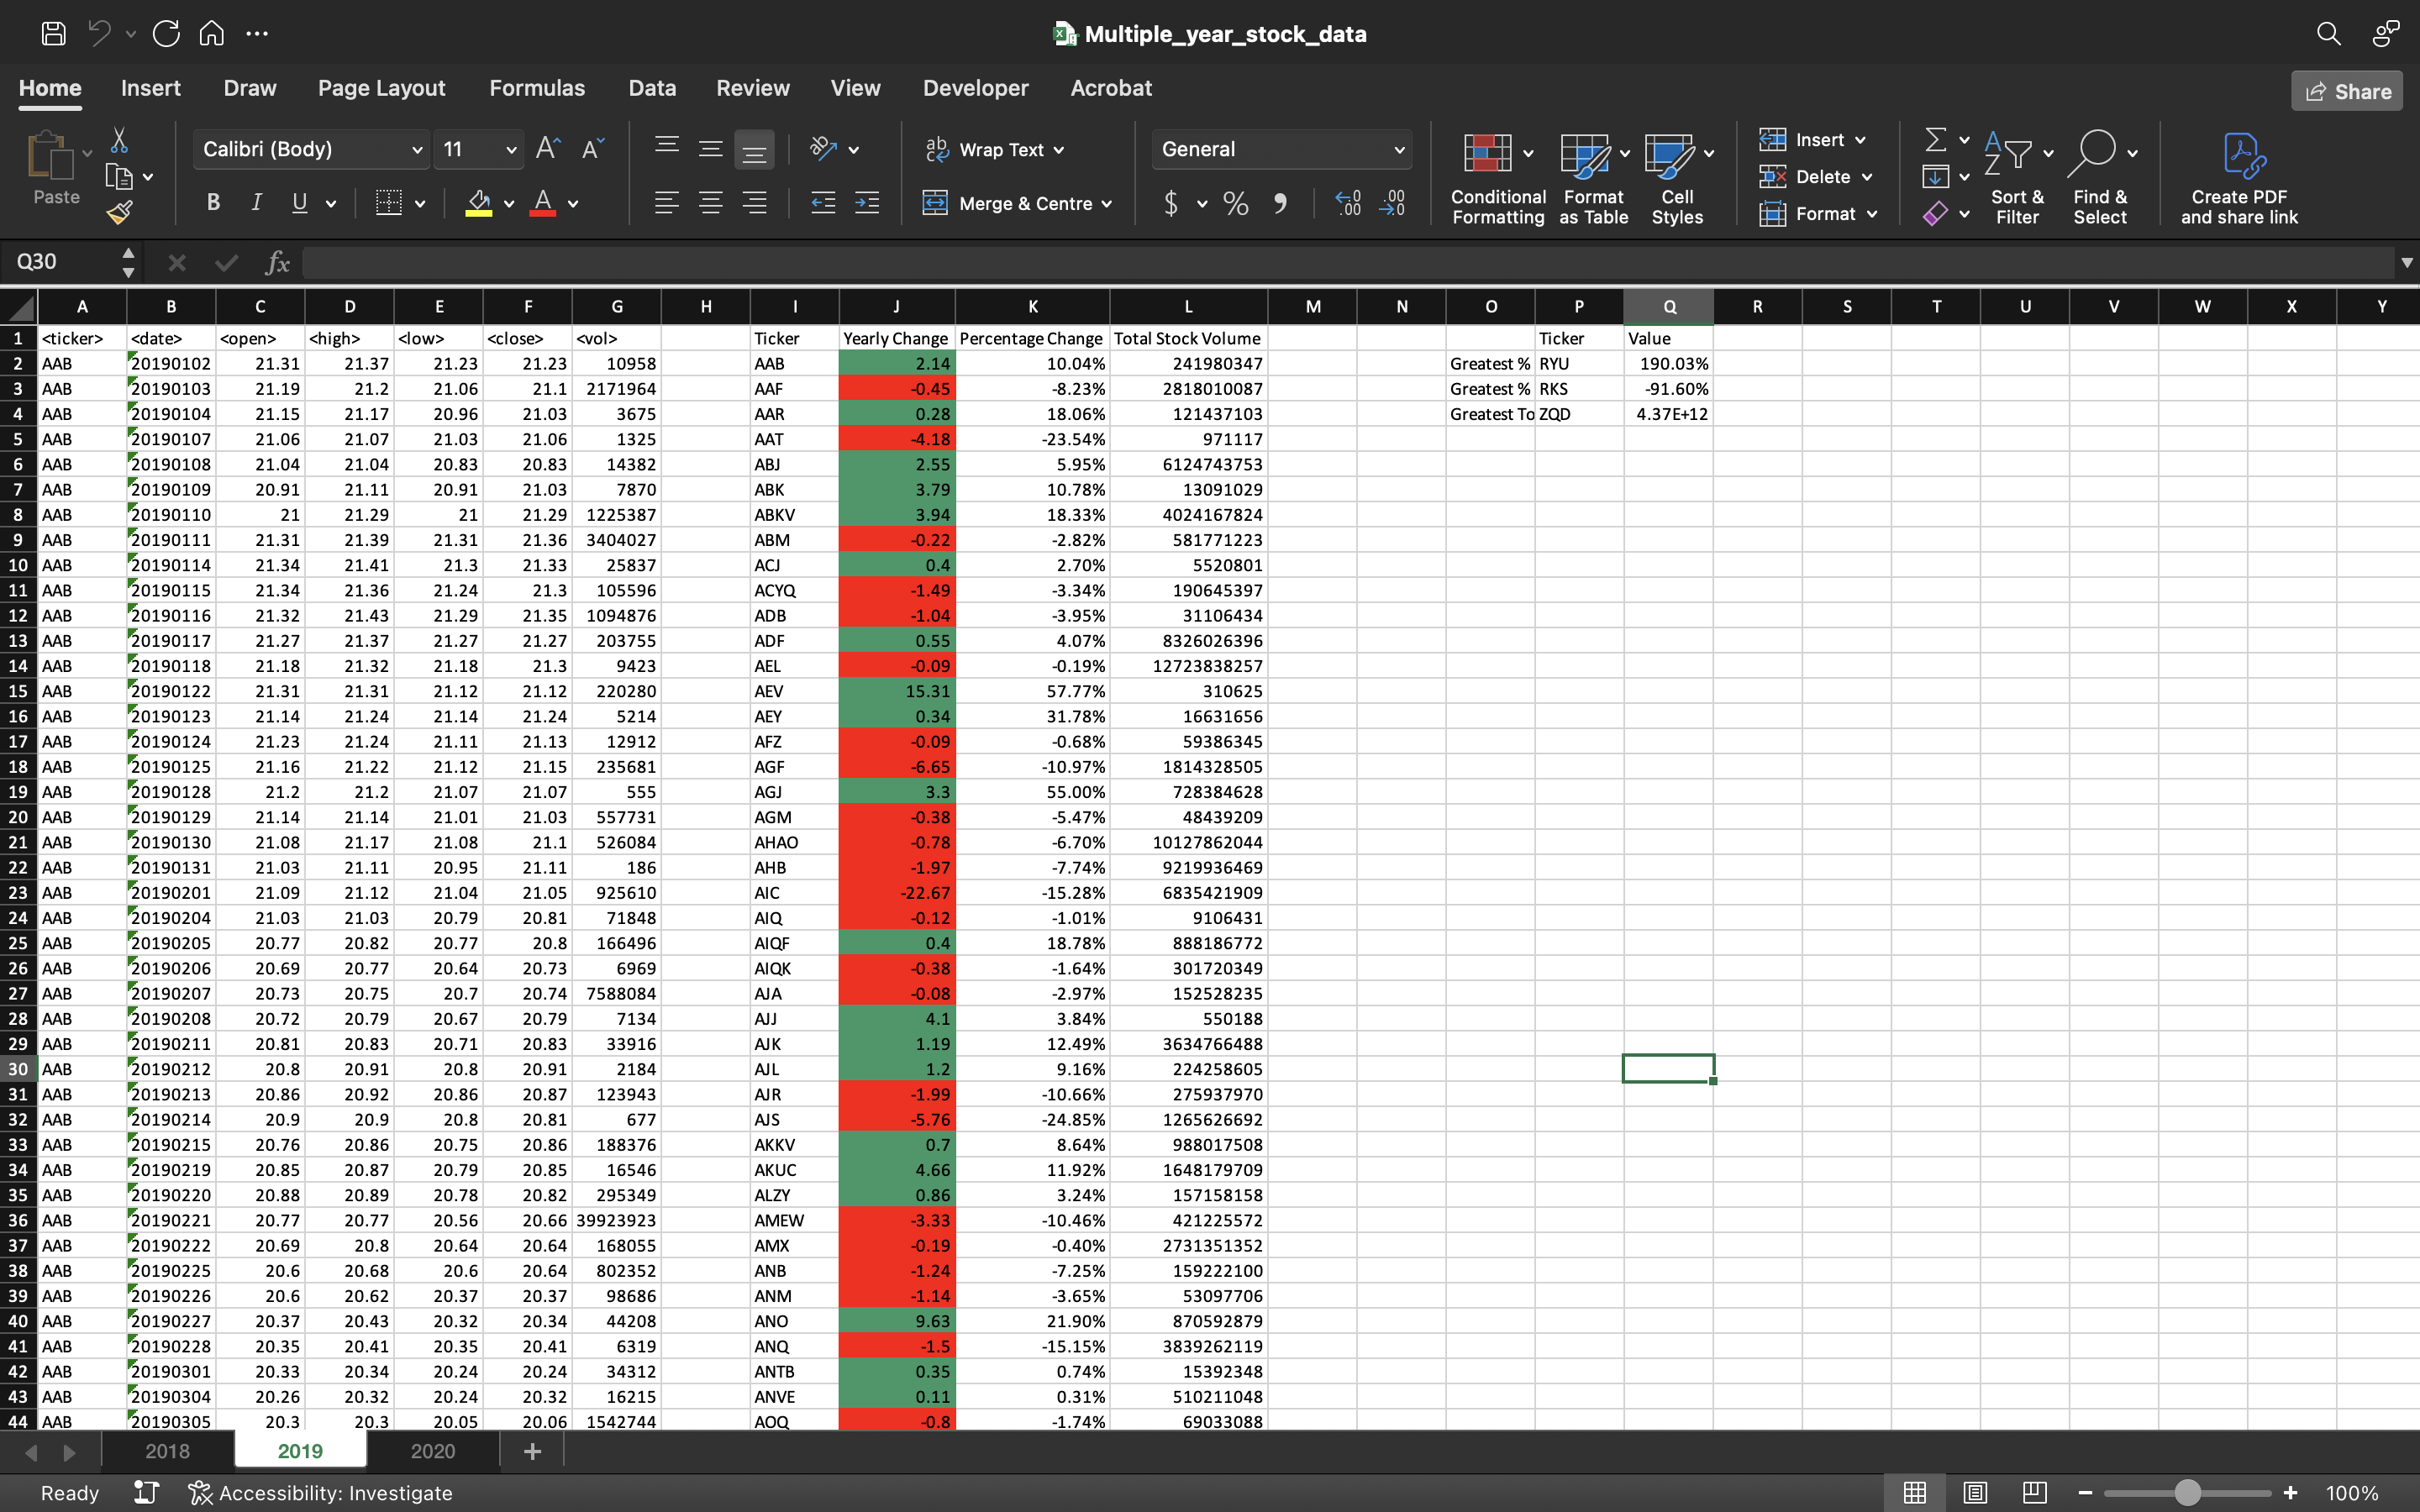 Multiple_year_stock_data
Home Insert Draw Page Layout Formulas Data Review View Developer Acrobat Share
Paste
Calibri (Body) 11
B I U
Wrap Text
Merge & Centre
General
$ %
Conditional Formatting
Format as Table
Cell Styles
Insert
Delete
Format
Sort & Filter
Find & Select
Create PDF and share link
Q30 fx
A B C D E F G H I J K L M N O P Q R S T U V W X Y
1 <ticker> <date> <open> <high> <low> <close> <vol> Ticker Yearly Change Percentage Change Total Stock Volume Ticker Value
2 AAB 20190102 21.31 21.37 21.23 21.23 10958 AAB 2.14 10.04% 241980347 Greatest % RYU 190.03%
3 AAB 20190103 21.19 21.2 21.06 21.1 2171964 AAF -0.45 -8.23% 2818010087 Greatest % RKS -91.60%
4 AAB 20190104 21.15 21.17 20.96 21.03 3675 AAR 0.28 18.06% 121437103 Greatest To ZQD 4.37E+12
5 AAB 20190107 21.06 21.07 21.03 21.06 1325 AAT -4.18 -23.54% 971117
6 AAB 20190108 21.04 21.04 20.83 20.83 14382 ABJ 2.55 5.95% 6124743753
7 AAB 20190109 20.91 21.11 20.91 21.03 7870 ABK 3.79 10.78% 13091029
8 AAB 20190110 21 21.29 21 21.29 1225387 ABKV 3.94 18.33% 4024167824
9 AAB 20190111 21.31 21.39 21.31 21.36 3404027 ABM -0.22 -2.82% 581771223
10 AAB 20190114 21.34 21.41 21.3 21.33 25837 ACJ 0.4 2.70% 5520801
11 AAB 20190115 21.34 21.36 21.24 21.3 105596 ACYQ -1.49 -3.34% 190645397
12 AAB 20190116 21.32 21.43 21.29 21.35 1094876 ADB -1.04 -3.95% 31106434
13 AAB 20190117 21.27 21.37 21.27 21.27 203755 ADF 0.55 4.07% 8326026396
14 AAB 20190118 21.18 21.32 21.18 21.3 9423 AEL -0.09 -0.19% 12723838257
15 AAB 20190122 21.31 21.31 21.12 21.12 220280 AEV 15.31 57.77% 310625
16 AAB 20190123 21.14 21.24 21.14 21.24 5214 AEY 0.34 31.78% 16631656
17 AAB 20190124 21.23 21.24 21.11 21.13 12912 AFZ -0.09 -0.68% 59386345
18 AAB 20190125 21.16 21.22 21.12 21.15 235681 AGF -6.65 -10.97% 1814328505
19 AAB 20190128 21.2 21.2 21.07 21.07 555 AGJ 3.3 55.00% 728384628
20 AAB 20190129 21.14 21.14 21.01 21.03 557731 AGM -0.38 -5.47% 48439209
21 AAB 20190130 21.08 21.17 21.08 21.1 526084 AHAO -0.78 -6.70% 10127862044
22 AAB 20190131 21.03 21.11 20.95 21.11 186 AHB -1.97 -7.74% 9219936469
23 AAB 20190201 21.09 21.12 21.04 21.05 925610 AIC -22.67 -15.28% 6835421909
24 AAB 20190204 21.03 21.03 20.79 20.81 71848 AIQ -0.12 -1.01% 9106431
25 AAB 20190205 20.77 20.82 20.77 20.8 166496 AIQF 0.4 18.78% 888186772
26 AAB 20190206 20.69 20.77 20.64 20.73 6969 AIQK -0.38 -1.64% 301720349
27 AAB 20190207 20.73 20.75 20.7 20.74 7588084 AJA -0.08 -2.97% 152528235
28 AAB 20190208 20.72 20.79 20.67 20.79 7134 AJJ 4.1 3.84% 550188
29 AAB 20190211 20.81 20.83 20.71 20.83 33916 AJK 1.19 12.49% 3634766488
30 AAB 20190212 20.8 20.91 20.8 20.91 2184 AJL 1.2 9.16% 224258605
31 AAB 20190213 20.86 20.92 20.86 20.87 123943 AJR -1.99 -10.66% 275937970
32 AAB 20190214 20.9 20.9 20.8 20.81 677 AJS -5.76 -24.85% 1265626692
33 AAB 20190215 20.76 20.86 20.75 20.86 188376 AKKV 0.7 8.64% 988017508
34 AAB 20190219 20.85 20.87 20.79 20.85 16546 AKUC 4.66 11.92% 1648179709
35 AAB 20190220 20.88 20.89 20.78 20.82 295349 ALZY 0.86 3.24% 157158158
36 AAB 20190221 20.77 20.77 20.56 20.66 39923923 AMEW -3.33 -10.46% 421225572
37 AAB 20190222 20.69 20.8 20.64 20.64 168055 AMX -0.19 -0.40% 2731351352
38 AAB 20190225 20.6 20.68 20.6 20.64 802352 ANB -1.24 -7.25% 159222100
39 AAB 20190226 20.6 20.62 20.37 20.37 98686 ANM -1.14 -3.65% 53097706
40 AAB 20190227 20.37 20.43 20.32 20.34 44208 ANO 9.63 21.90% 870592879
41 AAB 20190228 20.35 20.41 20.35 20.41 6319 ANQ -1.5 -15.15% 3839262119
42 AAB 20190301 20.33 20.34 20.24 20.24 34312 ANTB 0.35 0.74% 15392348
43 AAB 20190304 20.26 20.32 20.24 20.32 16215 ANVE 0.11 0.31% 510211048
44 AAB 20190305 20.3 20.3 20.05 20.06 1542744 AOQ -0.8 -1.74% 69033088
2018 2019 2020 +
Ready Accessibility: Investigate 100%